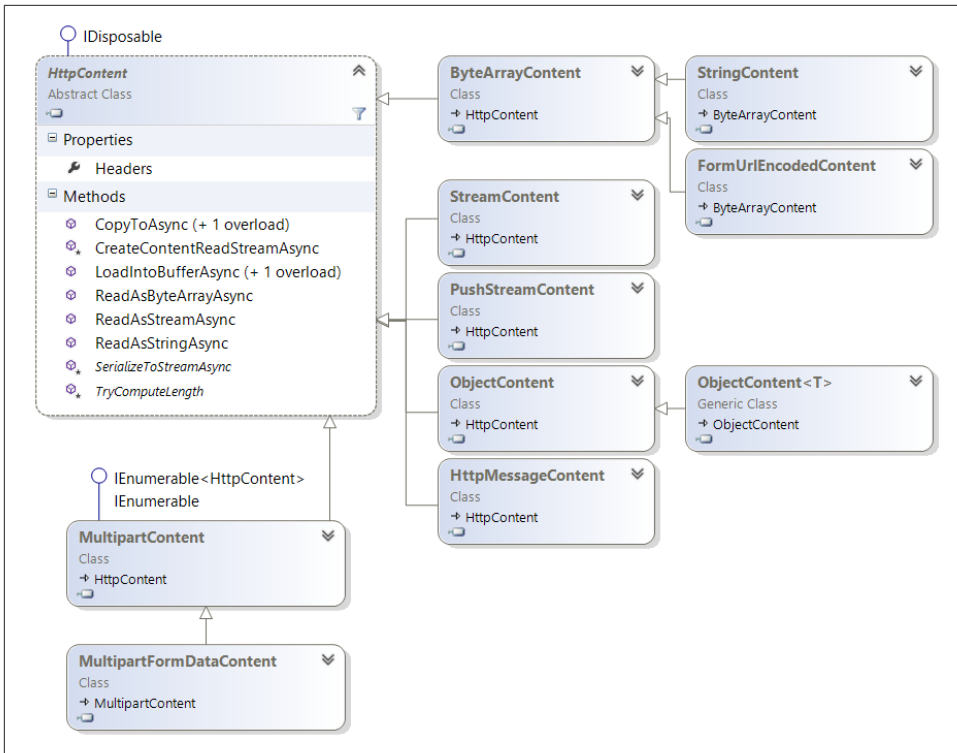 IDisposable
HttpContent
Abstract Class
Properties
Headers
Methods
CopyToAsync (+ 1 overload)
CreateContentReadStreamAsync
LoadIntoBufferAsync (+ 1 overload)
ReadAsByteArrayAsync
ReadAsStreamAsync
ReadAsStringAsync
SerializeToStreamAsync
TryComputeLength
ByteArrayContent
Class
HttpContent
StringContent
Class
ByteArrayContent
FormUrlEncodedContent
Class
ByteArrayContent
StreamContent
Class
HttpContent
PushStreamContent
Class
HttpContent
ObjectContent
Class
HttpContent
ObjectContent<T>
Generic Class
ObjectContent
HttpMessageContent
Class
HttpContent
IEnumerable<HttpContent>
IEnumerable
MultipartContent
Class
HttpContent
MultipartFormDataContent
Class
MultipartContent